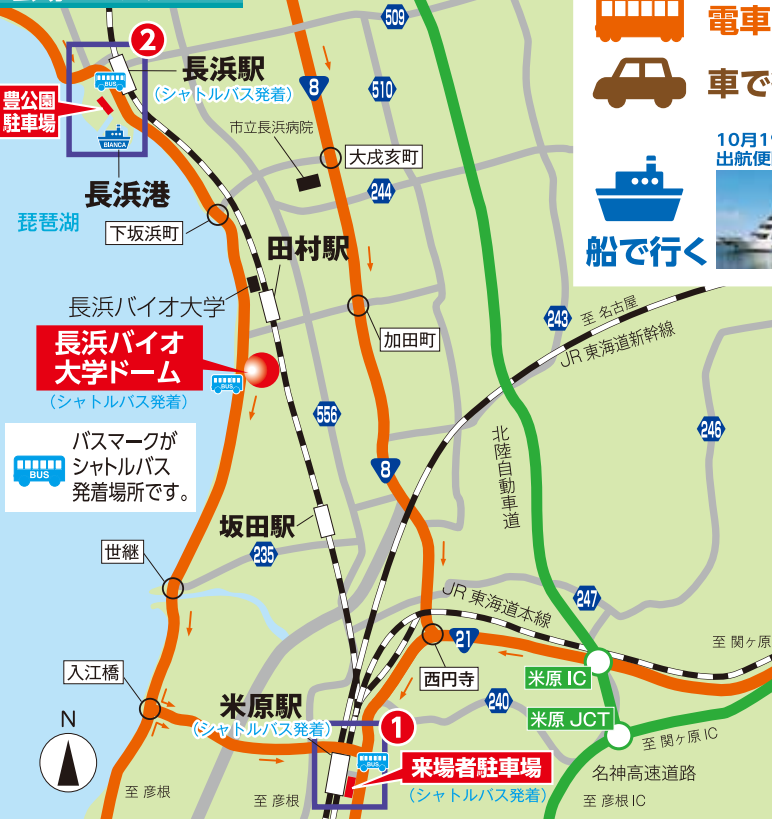 電車
車で
10月1
出航便
船で行く
509
2
長浜駅
(シャトルバス発着)
BUS
8
510
豊公園
駐車場
BIANCA
市立長浜病院
大戌亥町
長浜港
244
琵琶湖
下坂浜町
田村駅
長浜バイオ大学
至 名古屋
243
加田町
JR 東海道新幹線
長浜バイオ
大学ドーム
BUS
(シャトルバス発着)
556
246
バスマークが
シャトルバス
発着場所です。
BUS
北陸自動車道
8
坂田駅
235
世継
JR 東海道本線
247
21
至 関ヶ原
入江橋
西円寺
米原 IC
米原駅
(シャトルバス発着)
240
N
1
米原 JCT
至 関ヶ原 IC
BUS
来場者駐車場
(シャトルバス発着)
名神高速道路
至 彦根
至 彦根
至 彦根 IC